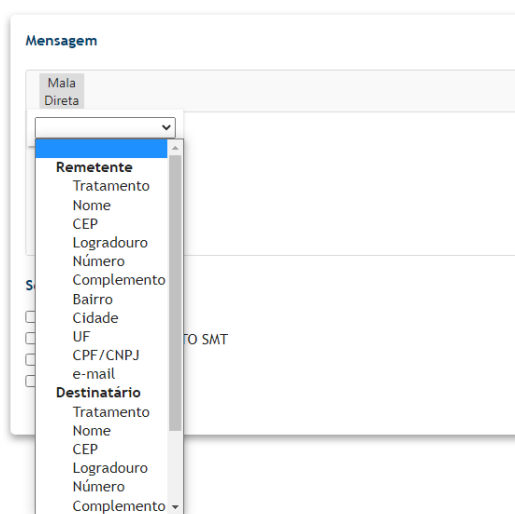 Mensagem
Mala
Direta
Remetente
Tratamento
Nome
CEP
Logradouro
Número
Complemento
Bairro
Cidade
UF
CPF/CNPJ
e-mail
Destinatário
Tratamento
Nome
CEP
Logradouro
Número
Complemento
TO SMT